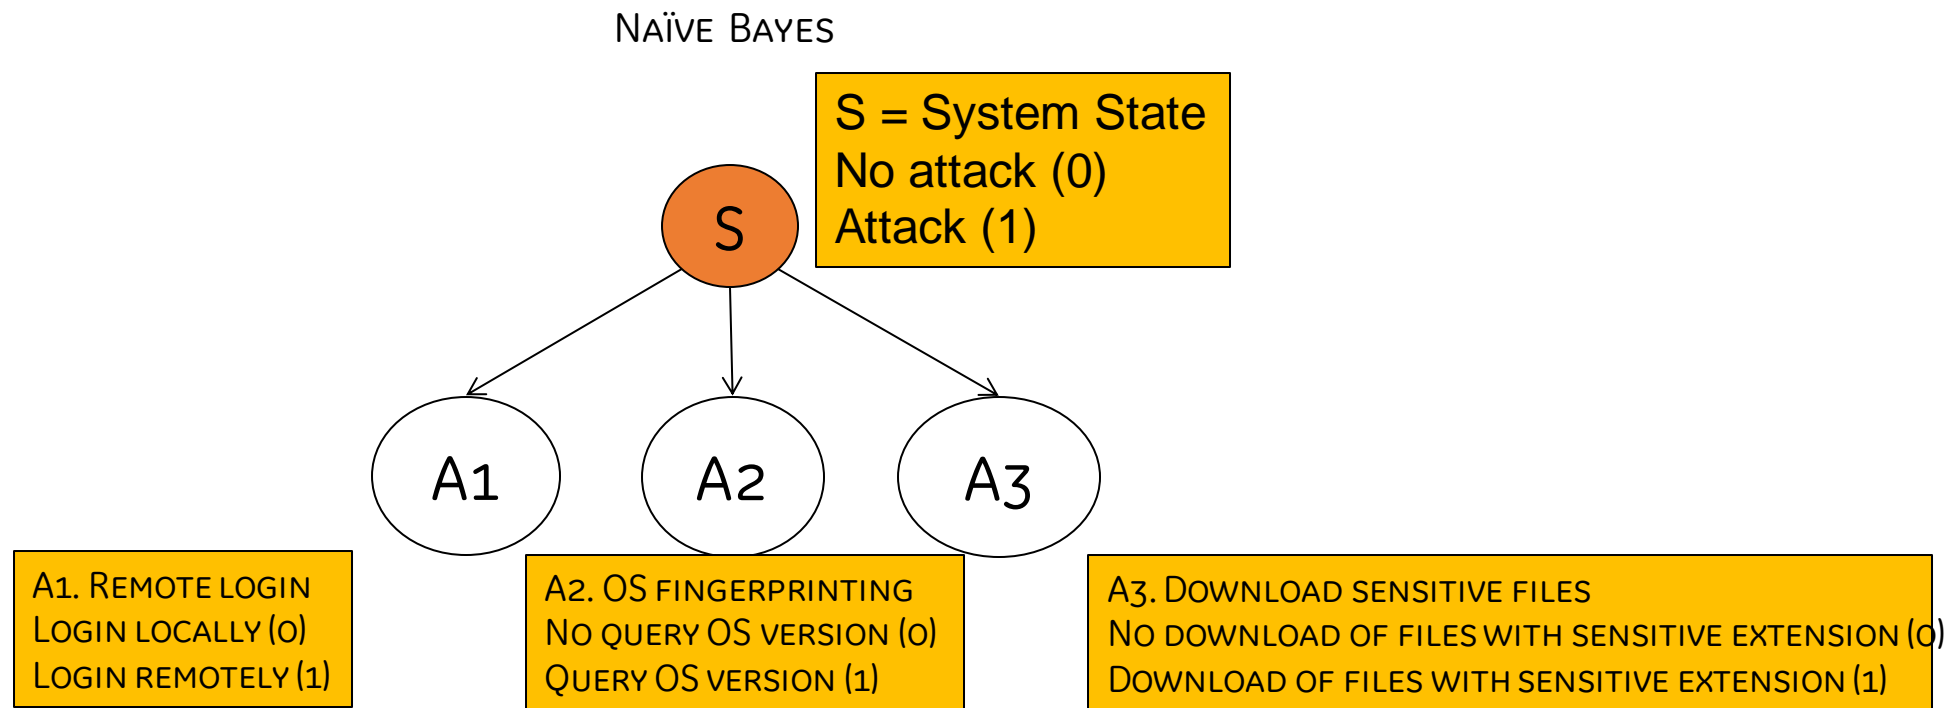 NAÏVE BAYES
S = System State
No attack (0)
Attack (1)
S
A1
A2
A3
A1. REMOTE LOGIN
LOGIN LOCALLY (0)
LOGIN REMOTELY (1)
A2. OS FINGERPRINTING
NO QUERY OS VERSION (0)
QUERY OS VERSION (1)
A3. DOWNLOAD SENSITIVE FILES
NO DOWNLOAD OF FILES WITH SENSITIVE EXTENSION (0)
DOWNLOAD OF FILES WITH SENSITIVE EXTENSION (1)